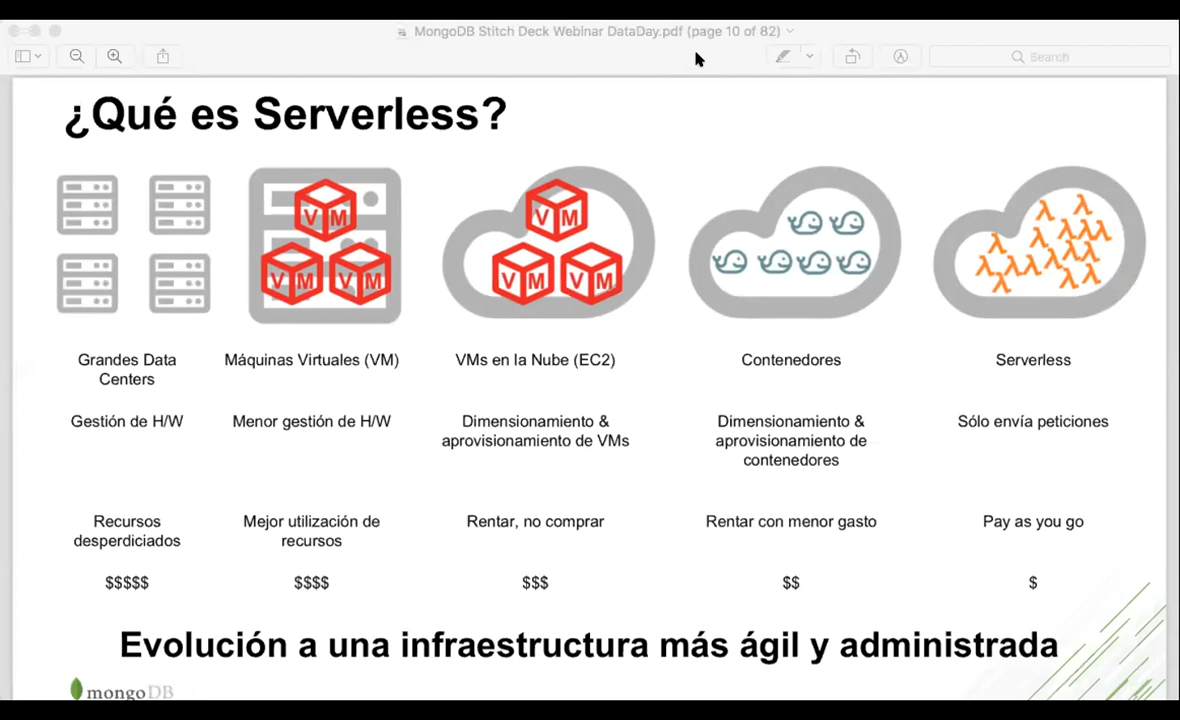 MongoDB Stitch Deck Webinar DataDay.pdf (page 10 of 82)
Search
¿Qué es Serverless?
VM
VM VM
VM
VM VM
λ λ λ λ λ λ λ λ λ λ λ λ λ λ λ λ
Grandes Data
Centers
Máquinas Virtuales (VM)
VMs en la Nube (EC2)
Contenedores
Serverless
Gestión de H/W
Menor gestión de H/W
Dimensionamiento &
aprovisionamiento de VMs
Dimensionamiento &
aprovisionamiento de
contenedores
Sólo envía peticiones
Recursos
desperdiciados
Mejor utilización de
recursos
Rentar, no comprar
Rentar con menor gasto
Pay as you go
$$$$$
$$$$
$$$
$$
$
Evolución a una infraestructura más ágil y administrada
mongoDB